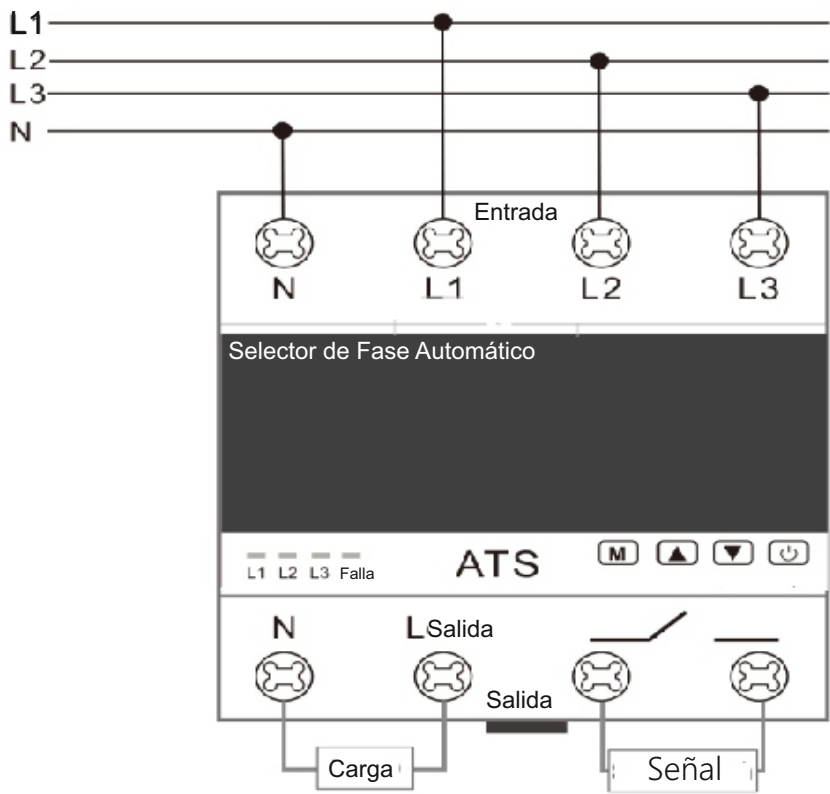 L1
L2
L3
N
Entrada
N L1 L2 L3
Selector de Fase Automático
L1 L2 L3 Falla
ATS
M
N LSalida
Salida
Carga
Señal